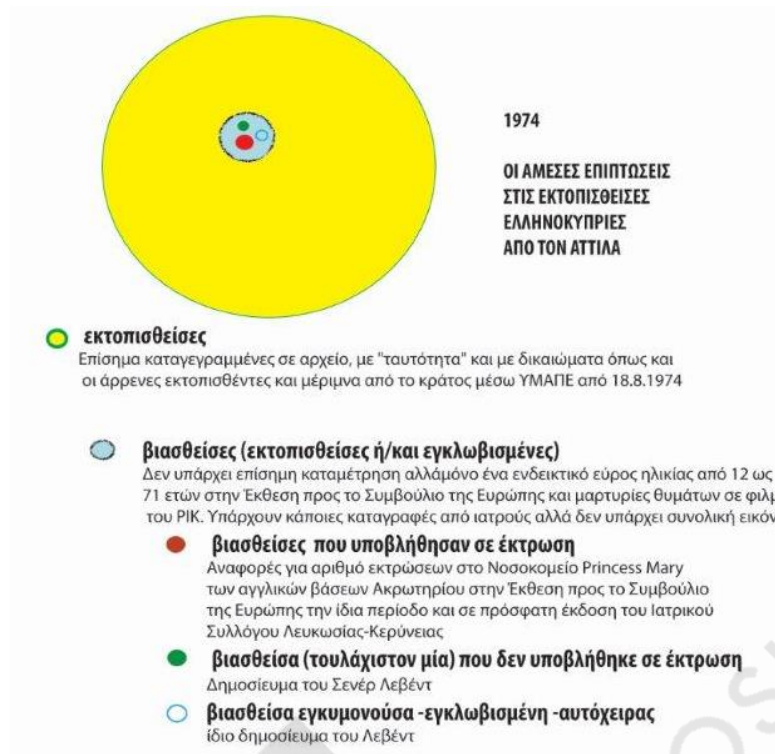 1974
ΟΙ ΑΜΕΣΕΣ ΕΠΙΠΤΩΣΕΙΣ
ΣΤΙΣ ΕΚΤΟΠΙΣΘΕΙΣΕΣ
ΕΛΛΗΝΟΚΥΠΡΙΕΣ
ΑΠΟ ΤΟΝ ΑΤΤΙΛΑ
εκτοπισθείσες
Επίσημα καταγεγραμμένες σε αρχείο, με "ταυτότητα" και με δικαιώματα όπως και
οι άρρενες εκτοπισθέντες και μέριμνα από το κράτος μέσω ΥΜΑΠΕ από 18.8.1974
βιασθείσες (εκτοπισθείσες ή/και εγκλωβισμένες)
Δεν υπάρχει επίσημη καταμέτρηση αλλάμόνο ένα ενδεικτικό εύρος ηλικίας από 12 ως
71 ετών στην Έκθεση προς το Συμβούλιο της Ευρώπης και μαρτυρίες θυμάτων σε φιλμ
του ΡΙΚ. Υπάρχουν κάποιες καταγραφές από ιατρούς αλλά δεν υπάρχει συνολική εικόν
βιασθείσες που υποβλήθησαν σε έκτρωση
Αναφορές για αριθμό εκτρώσεων στο Νοσοκομείο Princess Mary
των αγγλικών βάσεων Ακρωτηρίου στην Έκθεση προς το Συμβούλιο
της Ευρώπης την ίδια περίοδο και σε πρόσφατη έκδοση του Ιατρικού
Συλλόγου Λευκωσίας-Κερύνειας
βιασθείσα (τουλάχιστον μία) που δεν υποβλήθηκε σε έκτρωση
Δημοσίευμα του Σενέρ Λεβέντ
βιασθείσα εγκυμονούσα -εγκλωβισμένη -αυτόχειρας
ίδιο δημοσίευμα του Λεβέντ